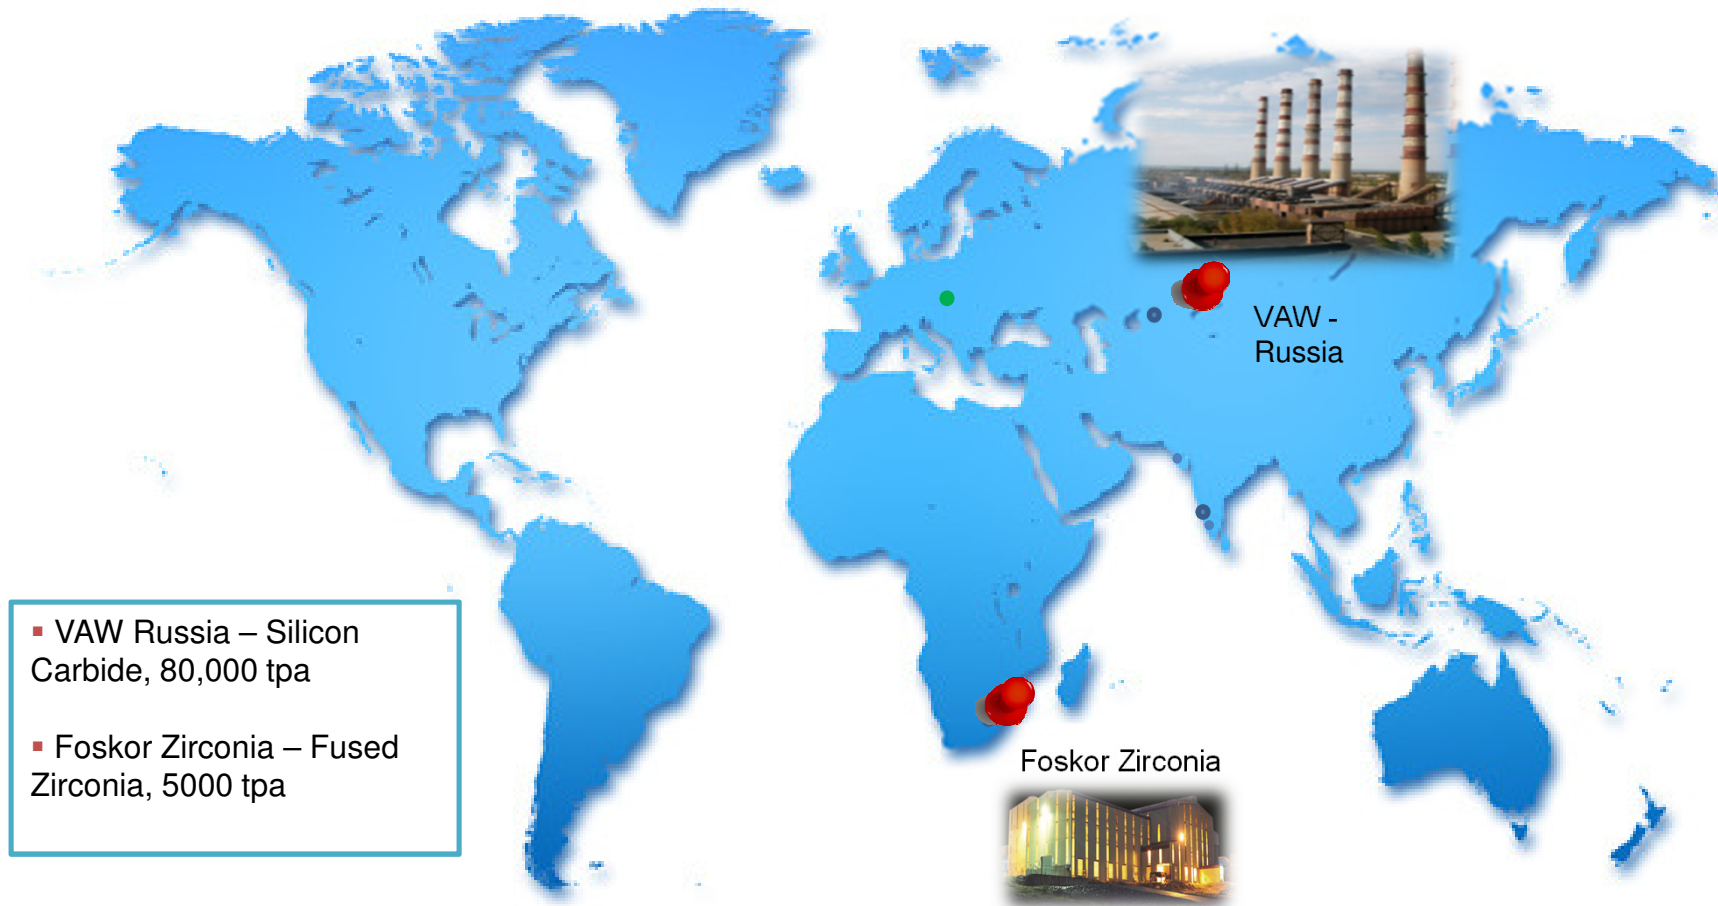 VAW -
Russia
▪ VAW Russia – Silicon
Carbide, 80,000 tpa
▪ Foskor Zirconia – Fused
Zirconia, 5000 tpa
Foskor Zirconia